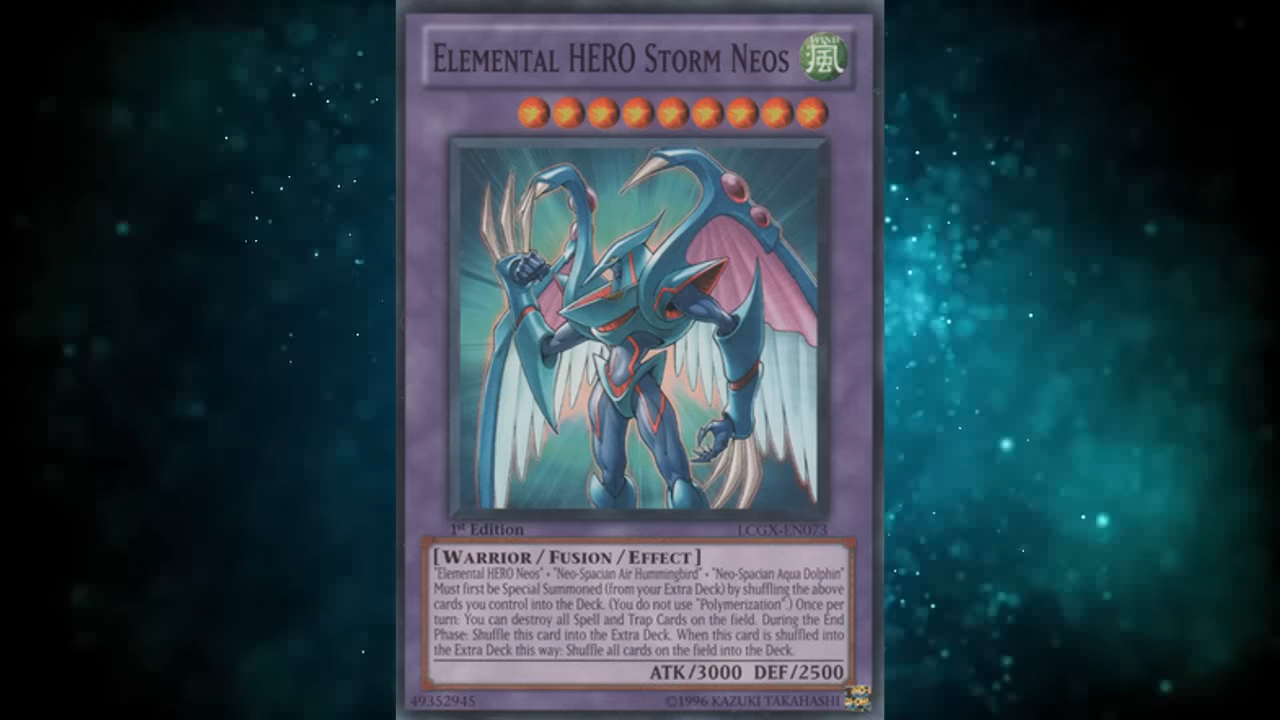 ELEMENTAL HERO STORM NEOS
WIND
風
1st Edition
LCGX-EN073
[WARRIOR / FUSION / EFFECT]
"Elemental HERO Neos" • "Neo-Spacian Air Hummingbird" • "Neo-Spacian Aqua Dolphin"
Must first be Special Summoned (from your Extra Deck) by shuffling the above
cards you control into the Deck. (You do not use "Polymerization".) Once per
turn: You can destroy all Spell and Trap Cards on the field. During the End
Phase: Shuffle this card into the Extra Deck. When this card is shuffled into
the Extra Deck this way: Shuffle all cards on the field into the Deck.
ATK/3000 DEF/2500
49352945
©1996 KAZUKI TAKAHASHI